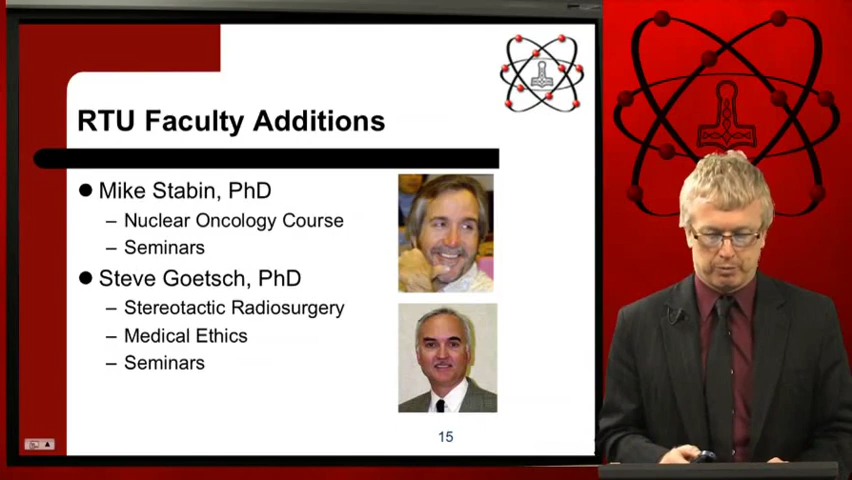 RTU Faculty Additions
● Mike Stabin, PhD
– Nuclear Oncology Course
– Seminars
● Steve Goetsch, PhD
– Stereotactic Radiosurgery
– Medical Ethics
– Seminars
15